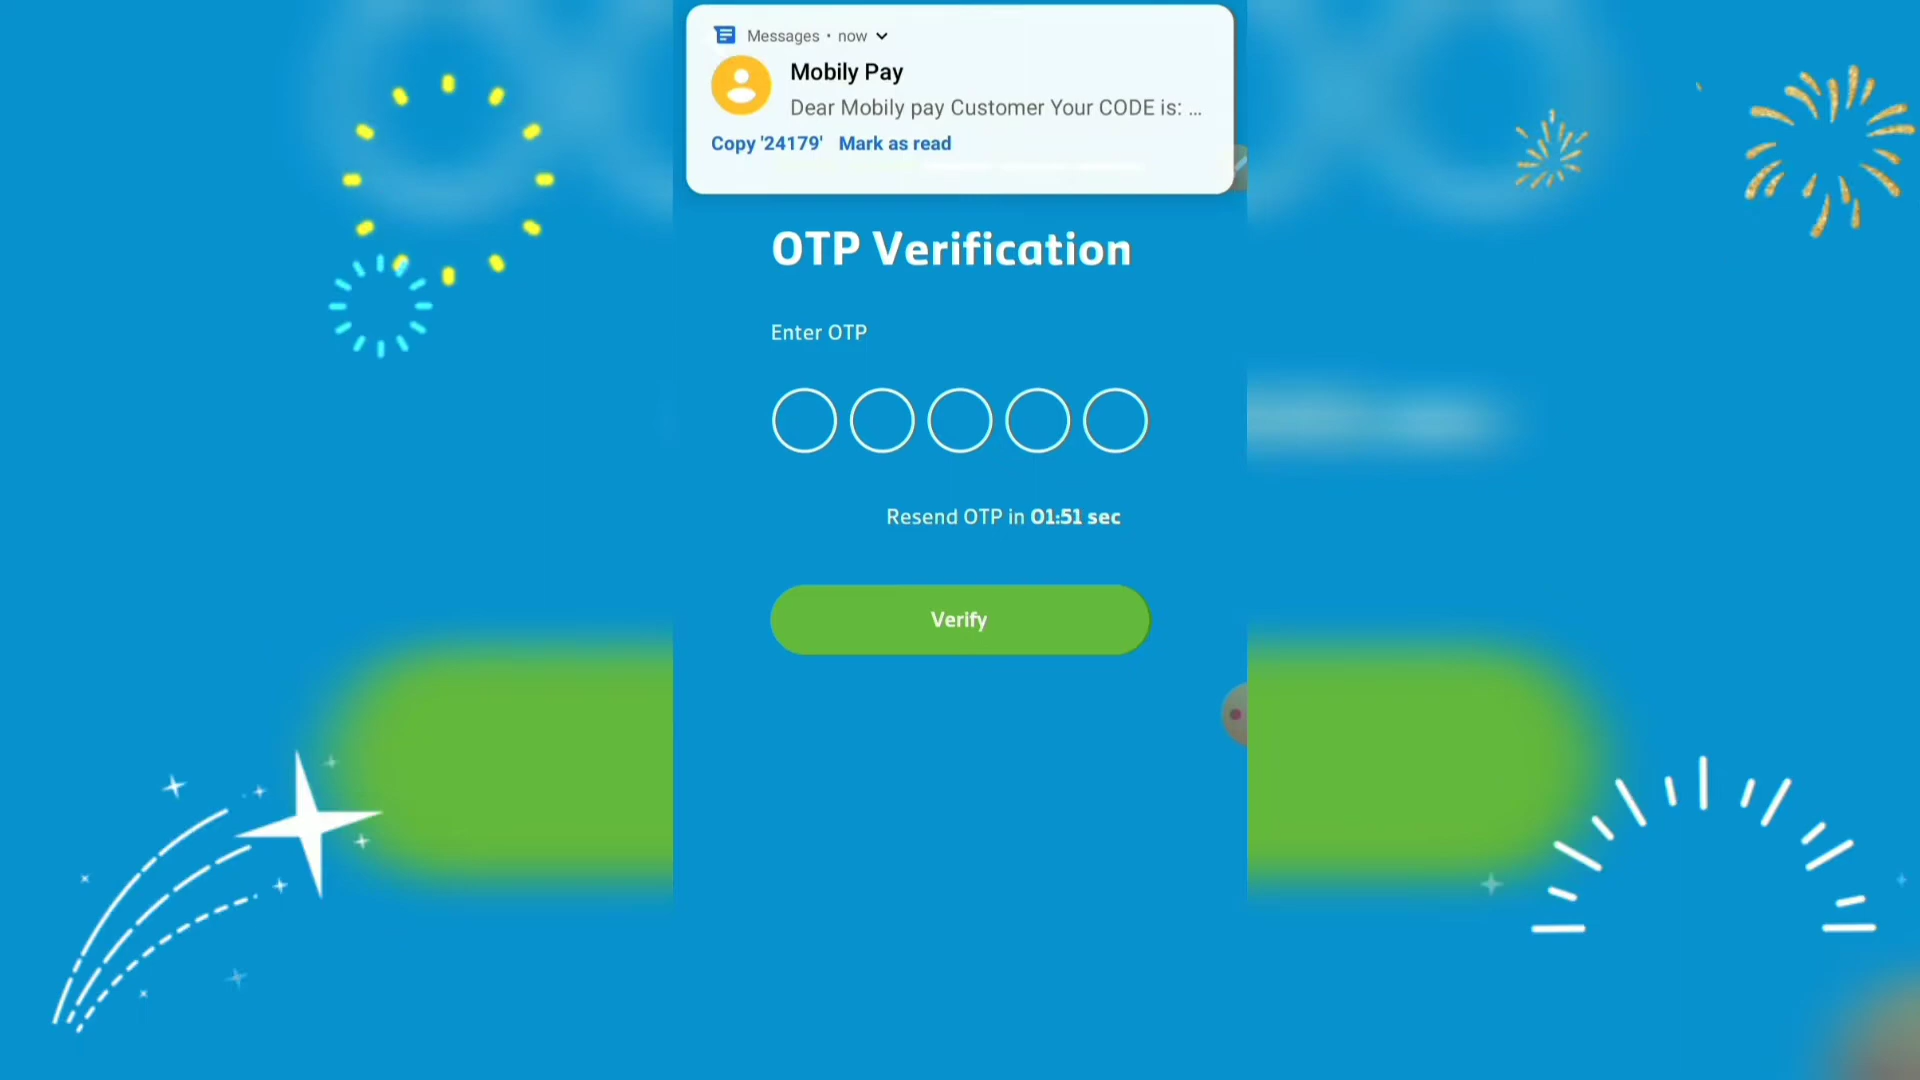 Messages • now
Mobily Pay
Dear Mobily pay Customer Your CODE is: ...
Copy '24179' Mark as read
OTP Verification
Enter OTP
Resend OTP in 01:51 sec
Verify